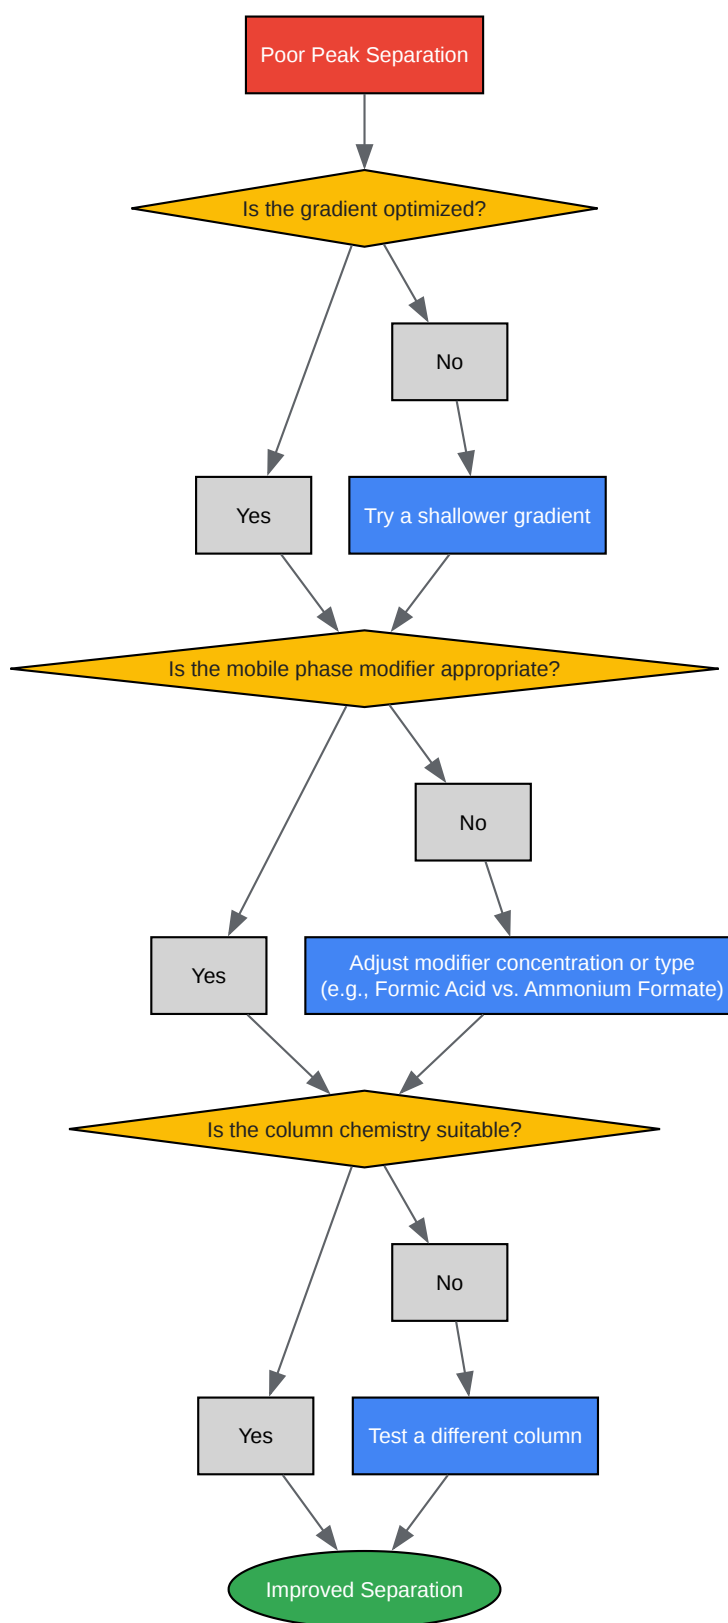 Poor Peak Separation
Is the gradient optimized?
No
Yes
Try a shallower gradient
Is the mobile phase modifier appropriate?
No
Yes
Adjust modifier concentration or type
(e.g., Formic Acid vs. Ammonium Formate)
Is the column chemistry suitable?
No
Yes
Test a different column
Improved Separation